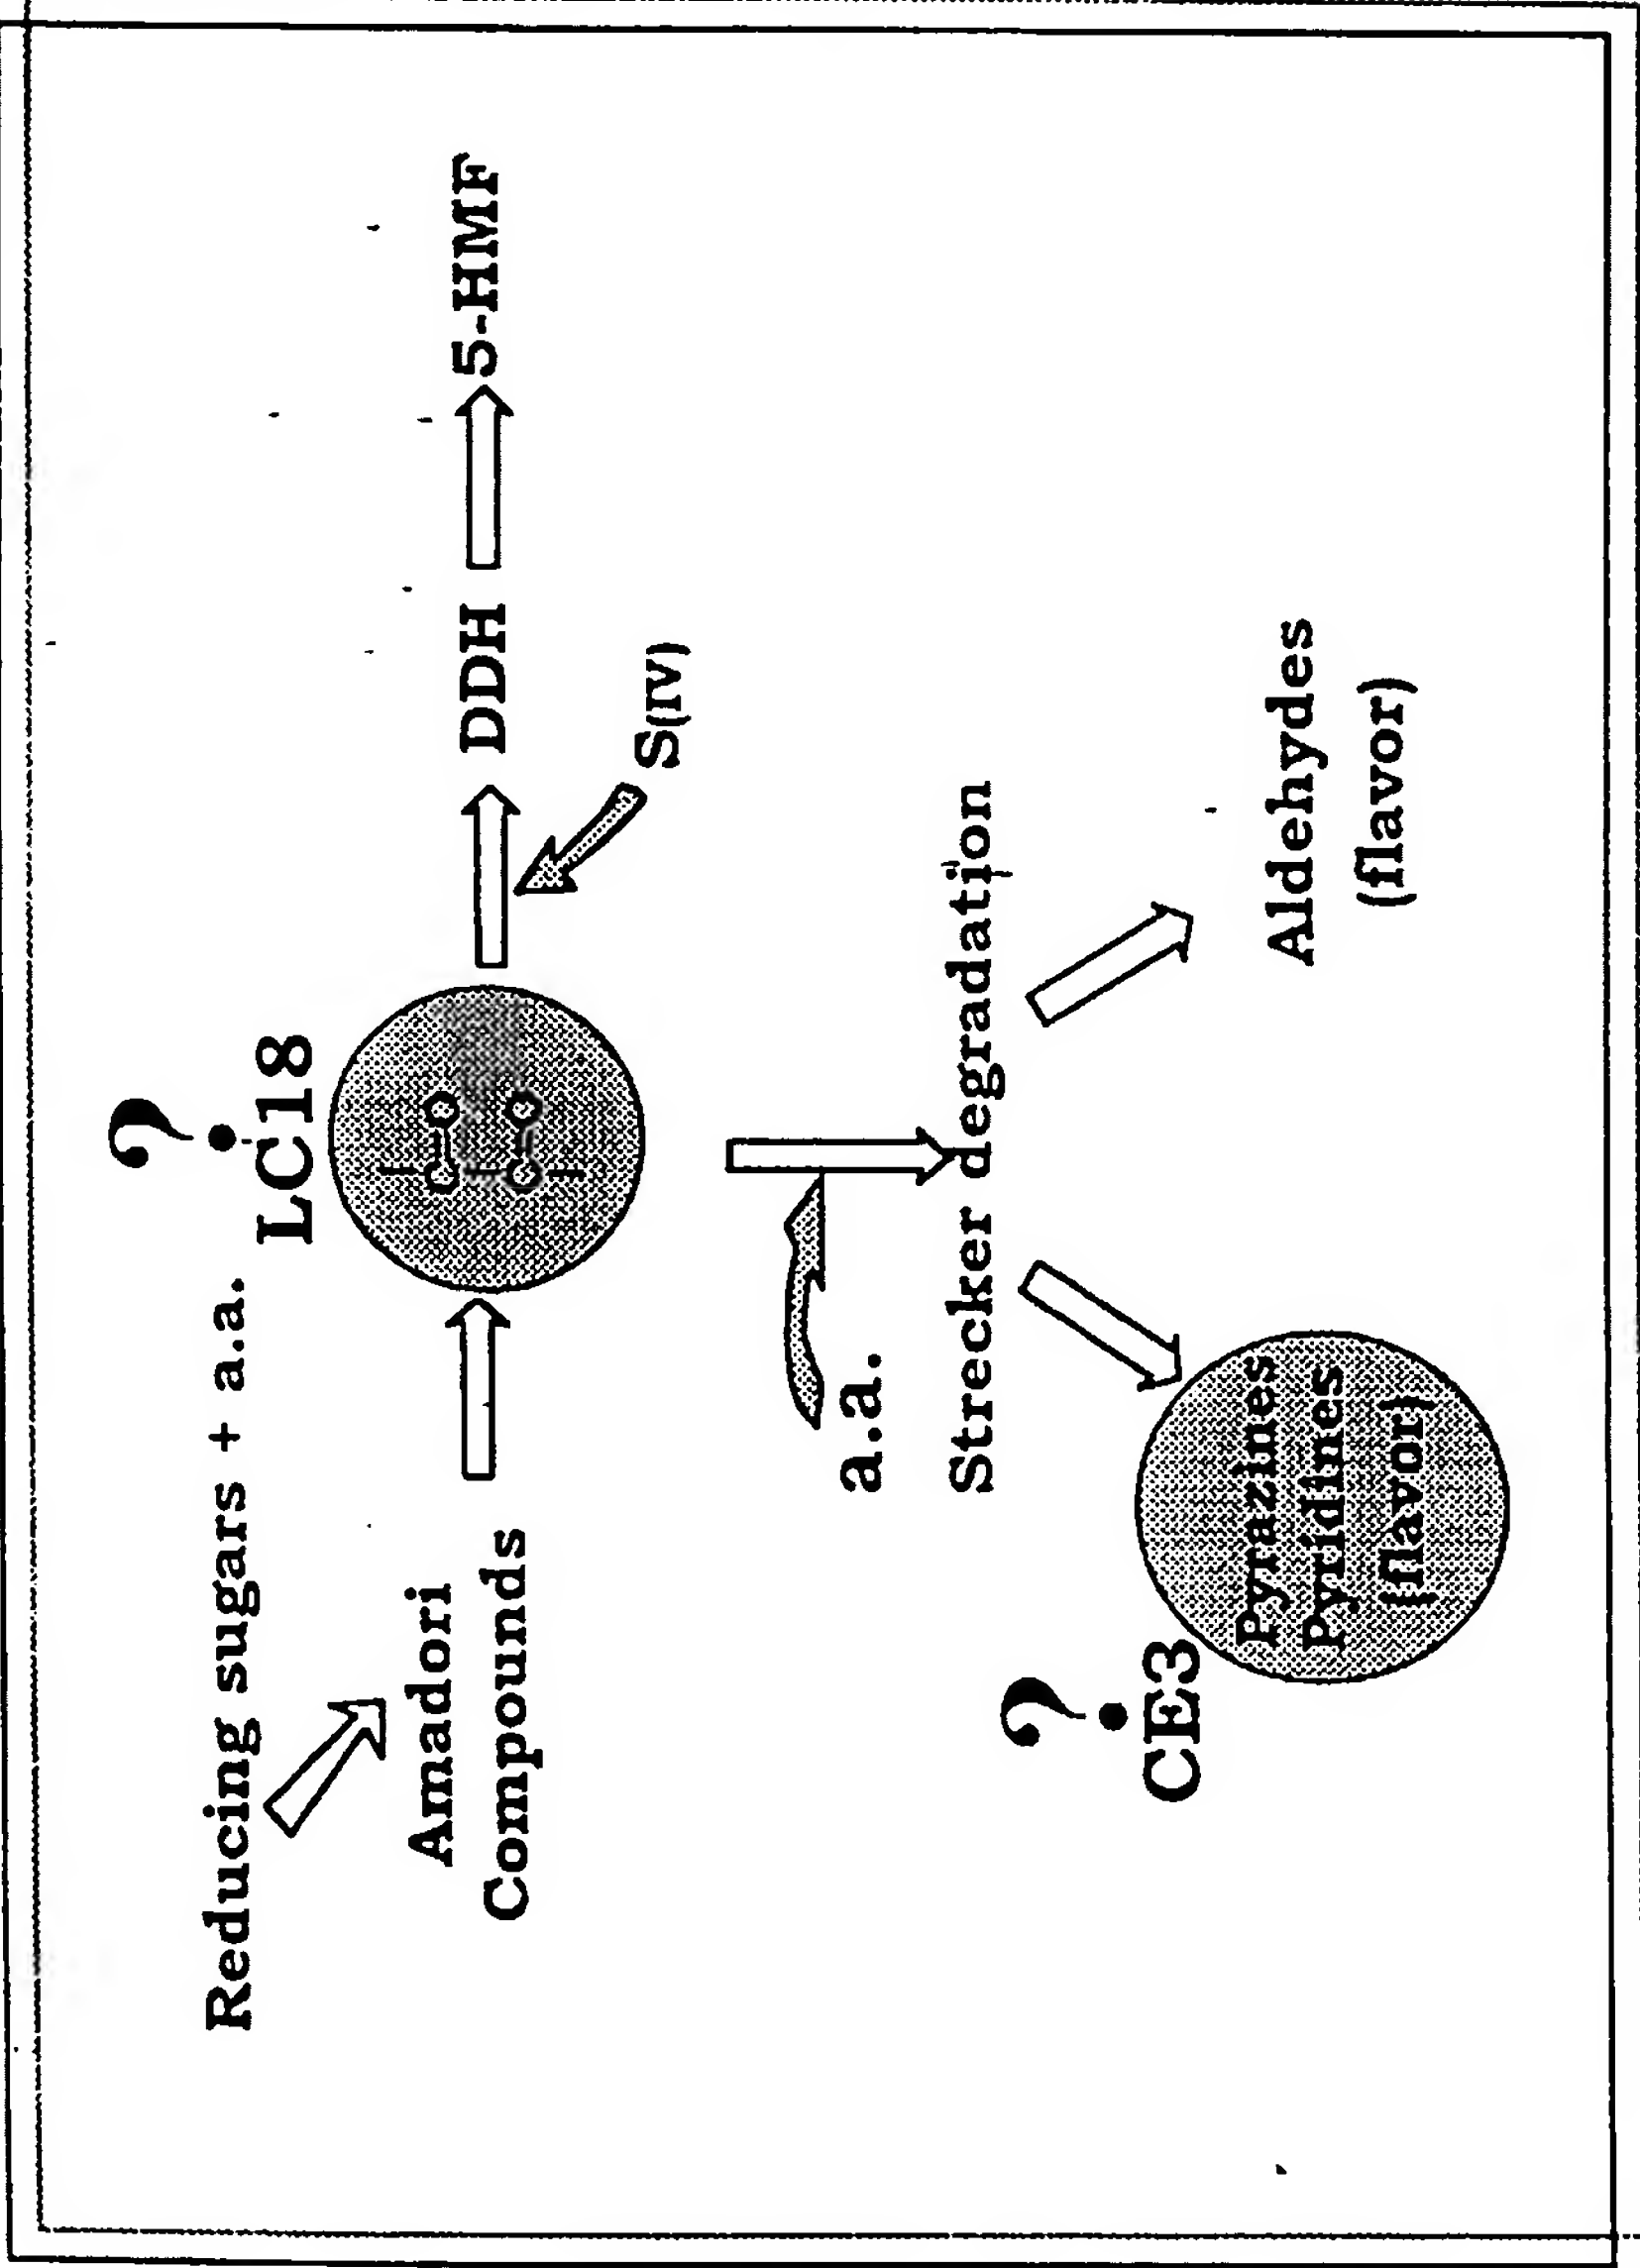 Reducing sugars + a.a.
?
LC18
Amadori
Compounds
C=O
C=O
DDH
5-HMF
S(IV)
a.a.
Strecker degradation
?
CE3
Pyrazines
Pyridines
(flavor)
Aldehydes
(flavor)